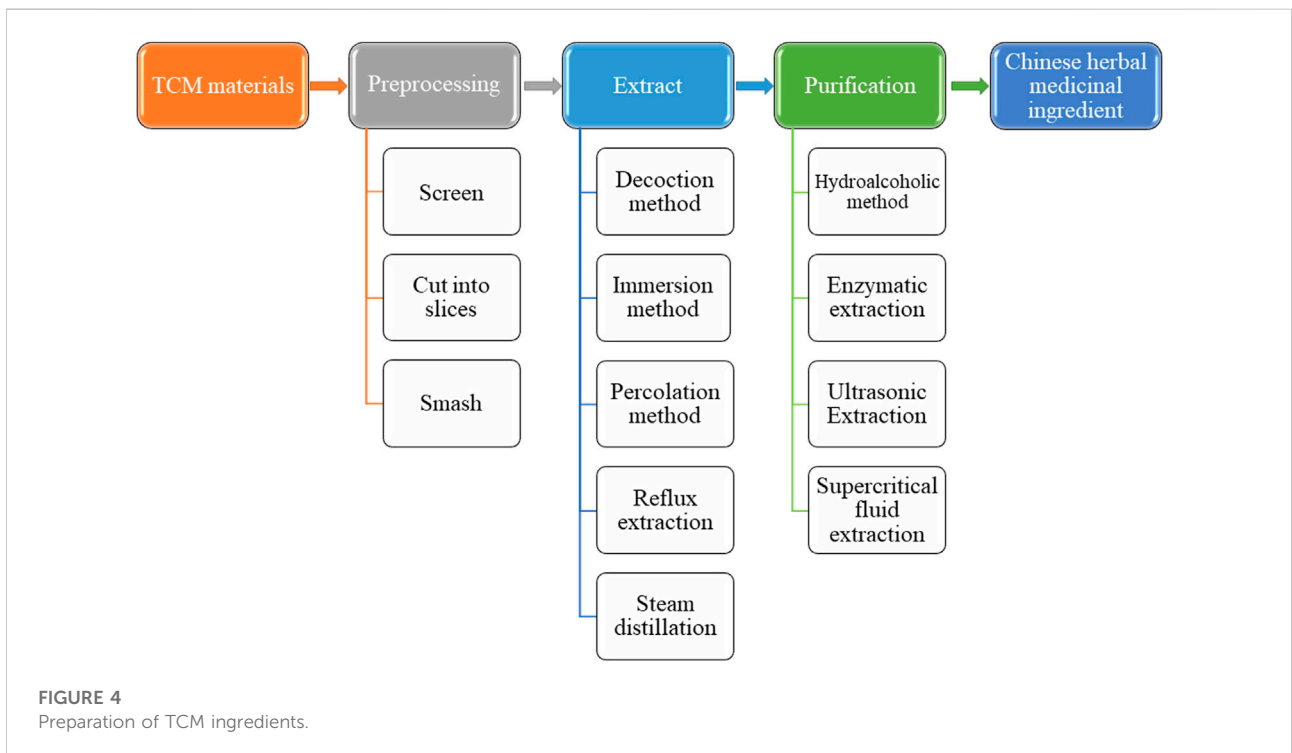 TCM materials
Preprocessing
Extract
Purification
Chinese herbal
medicinal
ingredient
Screen
Cut into
slices
Smash
Decoction
method
Immersion
method
Percolation
method
Reflux
extraction
Steam
distillation
Hydroalcoholic
method
Enzymatic
extraction
Ultrasonic
Extraction
Supercritical
fluid
extraction
FIGURE 4
Preparation of TCM ingredients.